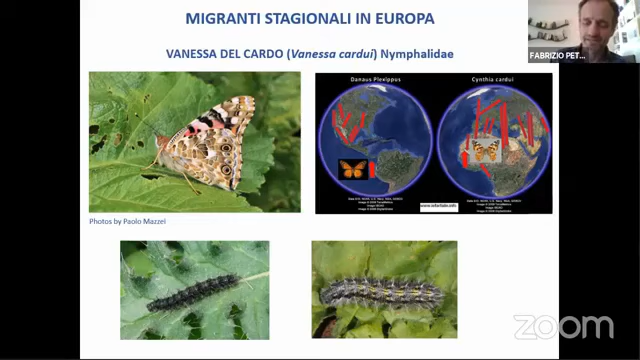 MIGRANTI STAGIONALI IN EUROPA
VANESSA DEL CARDO (Vanessa cardui) Nymphalidae
FABRIZIO PET...
Danaus Plexippus
Cynthia cardui
Photos by Paolo Mazzei
zoom